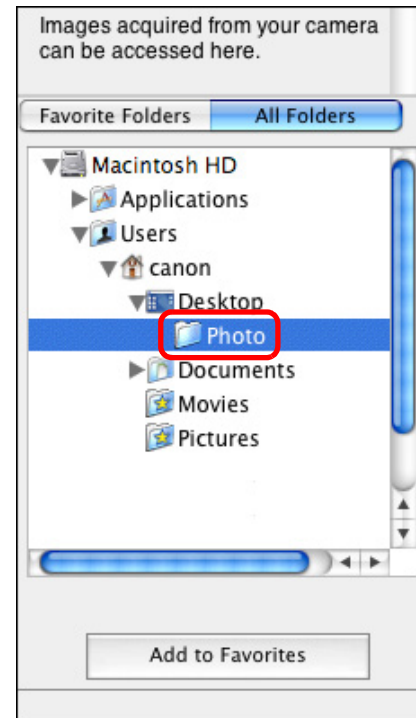 Images acquired from your camera
can be accessed here.
Favorite Folders All Folders
Macintosh HD
Applications
Users
canon
Desktop
Photo
Documents
Movies
Pictures
Add to Favorites